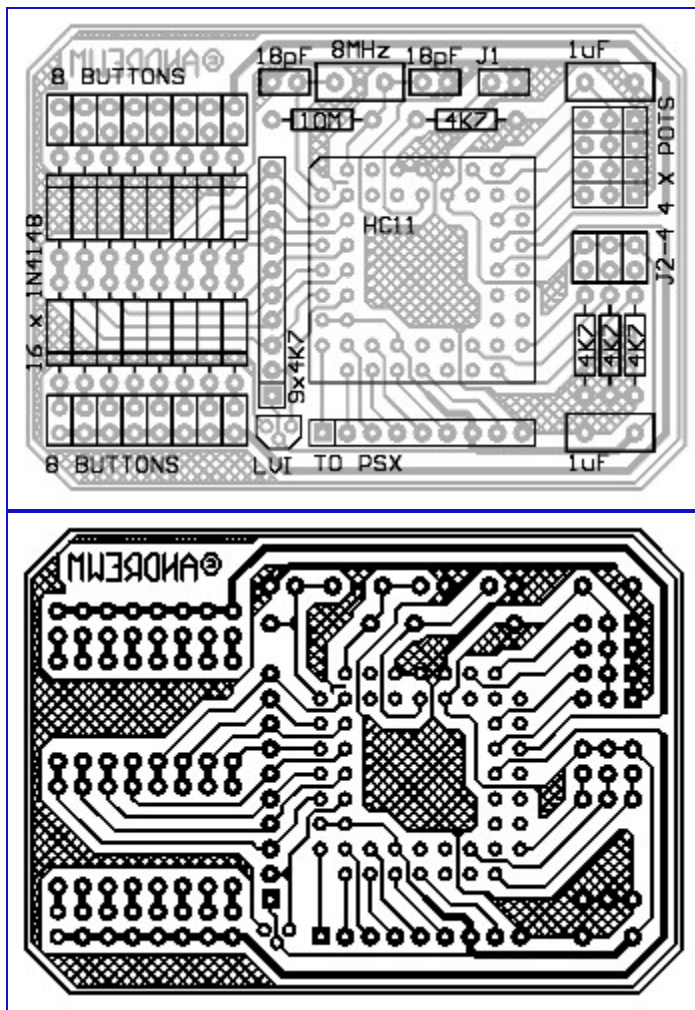 ©ANDREWM
18pF 8MHz 18pF J1 1uF
8 BUTTONS
10M 4K7
4 X POTS
HC11
16 x 1N4148
J2-4
4K7 4K7 4K7
9x4K7
8 BUTTONS LVI TO PSX 1uF
©ANDREWM